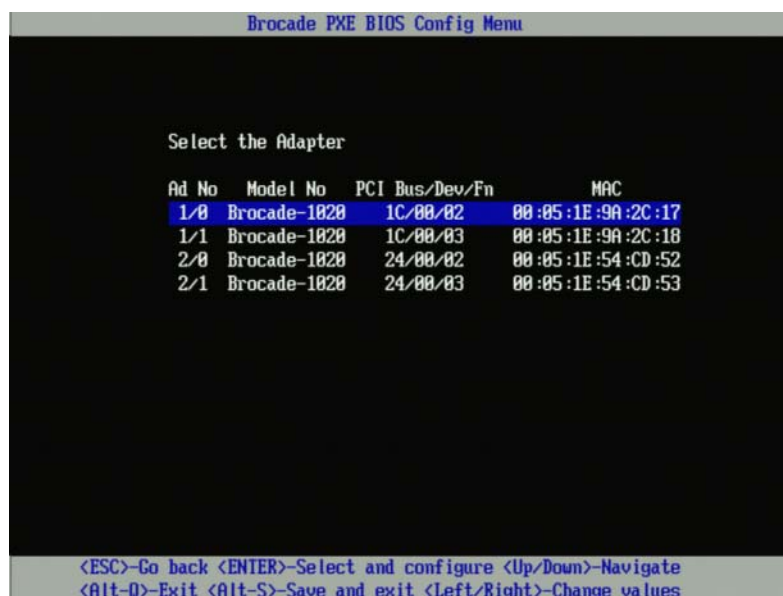 Brocade PXE BIOS Config Menu
Select the Adapter
Ad No Model No PCI Bus/Dev/Fn MAC
1/0 Brocade-1020 1C/00/02 00:05:1E:9A:2C:17
1/1 Brocade-1020 1C/00/03 00:05:1E:9A:2C:18
2/0 Brocade-1020 24/00/02 00:05:1E:54:CD:52
2/1 Brocade-1020 24/00/03 00:05:1E:54:CD:53
<ESC>-Go back <ENTER>-Select and configure <Up/Down>-Navigate
<Alt-Q>-Exit <Alt-S>-Save and exit <Left/Right>-Change values